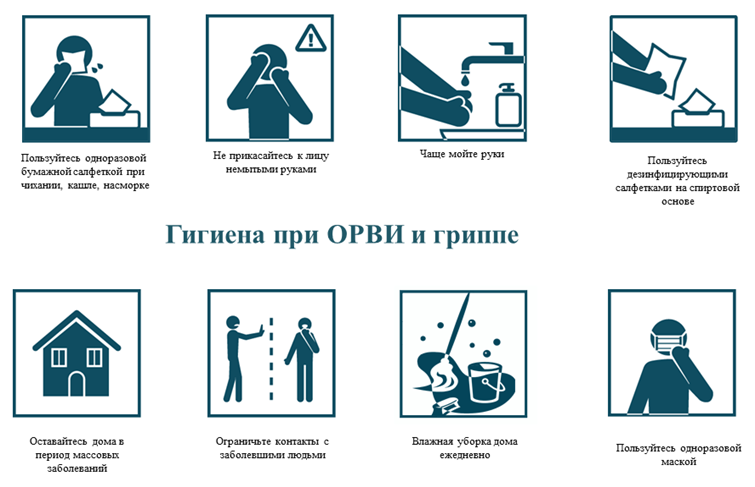 Пользуйтесь одноразовой
бумажной салфеткой при
чихании, кашле, насморке
Не прикасайтесь к лицу
немытыми руками
Чаще мойте руки
Пользуйтесь
дезинфицирующими
салфетками на спиртовой
основе
Гигиена при ОРВИ и гриппе
Оставайтесь дома в
период массовых
заболеваний
Ограничьте контакты с
заболевшими людьми
Влажная уборка дома
ежедневно
Пользуйтесь одноразовой
маской